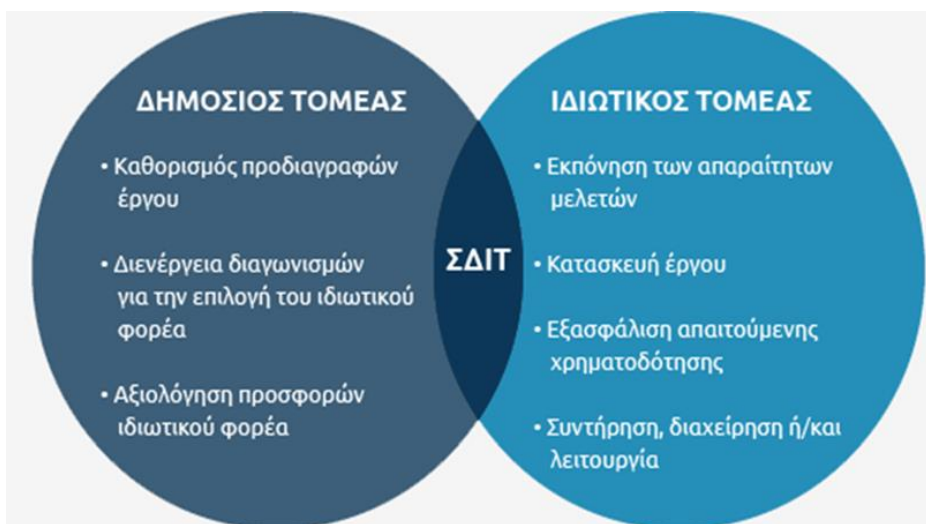 ΔΗΜΟΣΙΟΣ ΤΟΜΕΑΣ
• Καθορισμός προδιαγραφών
έργου
• Διενέργεια διαγωνισμών
για την επιλογή του ιδιωτικού
φορέα
• Αξιολόγηση προσφορών
ιδιωτικού φορέα
ΣΔΙΤ
ΙΔΙΩΤΙΚΟΣ ΤΟΜΕΑΣ
• Εκπόνηση των απαραίτητων
μελετών
• Κατασκευή έργου
• Εξασφάλιση απαιτούμενης
χρηματοδότησης
• Συντήρηση, διαχείρηση ή/και
λειτουργία